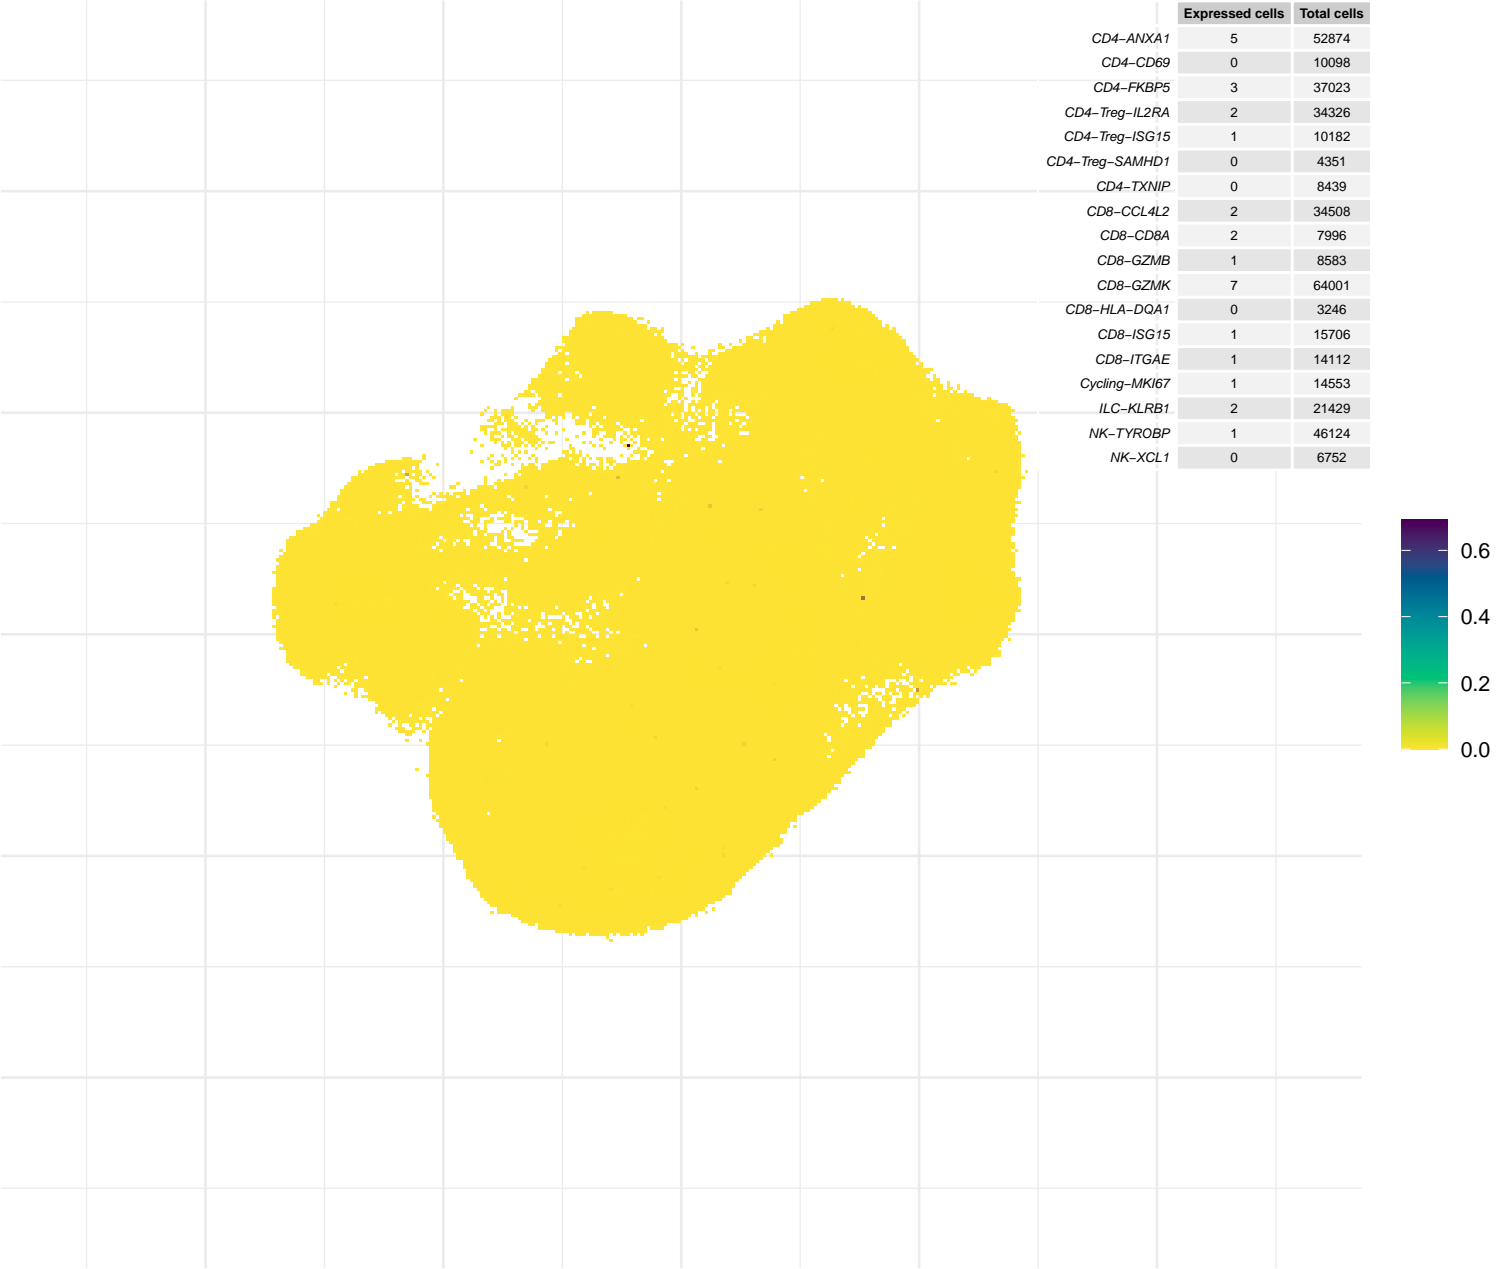 Expressed cells Total cells
CD4−ANXA1 5 52874
CD4−CD69 0 10098
CD4−FKBP5 3 37023
CD4−Treg−IL2RA 2 34326
CD4−Treg−ISG15 1 10182
CD4−Treg−SAMHD1 0 4351
CD4−TXNIP 0 8439
CD8−CCL4L2 2 34508
CD8−CD8A 2 7996
CD8−GZMB 1 8583
CD8−GZMK 7 64001
CD8−HLA−DQA1 0 3246
CD8−ISG15 1 15706
CD8−ITGAE 1 14112
Cycling−MKI67 1 14553
ILC−KLRB1 2 21429
NK−TYROBP 1 46124
NK−XCL1 0 6752
0.6
0.4
0.2
0.0